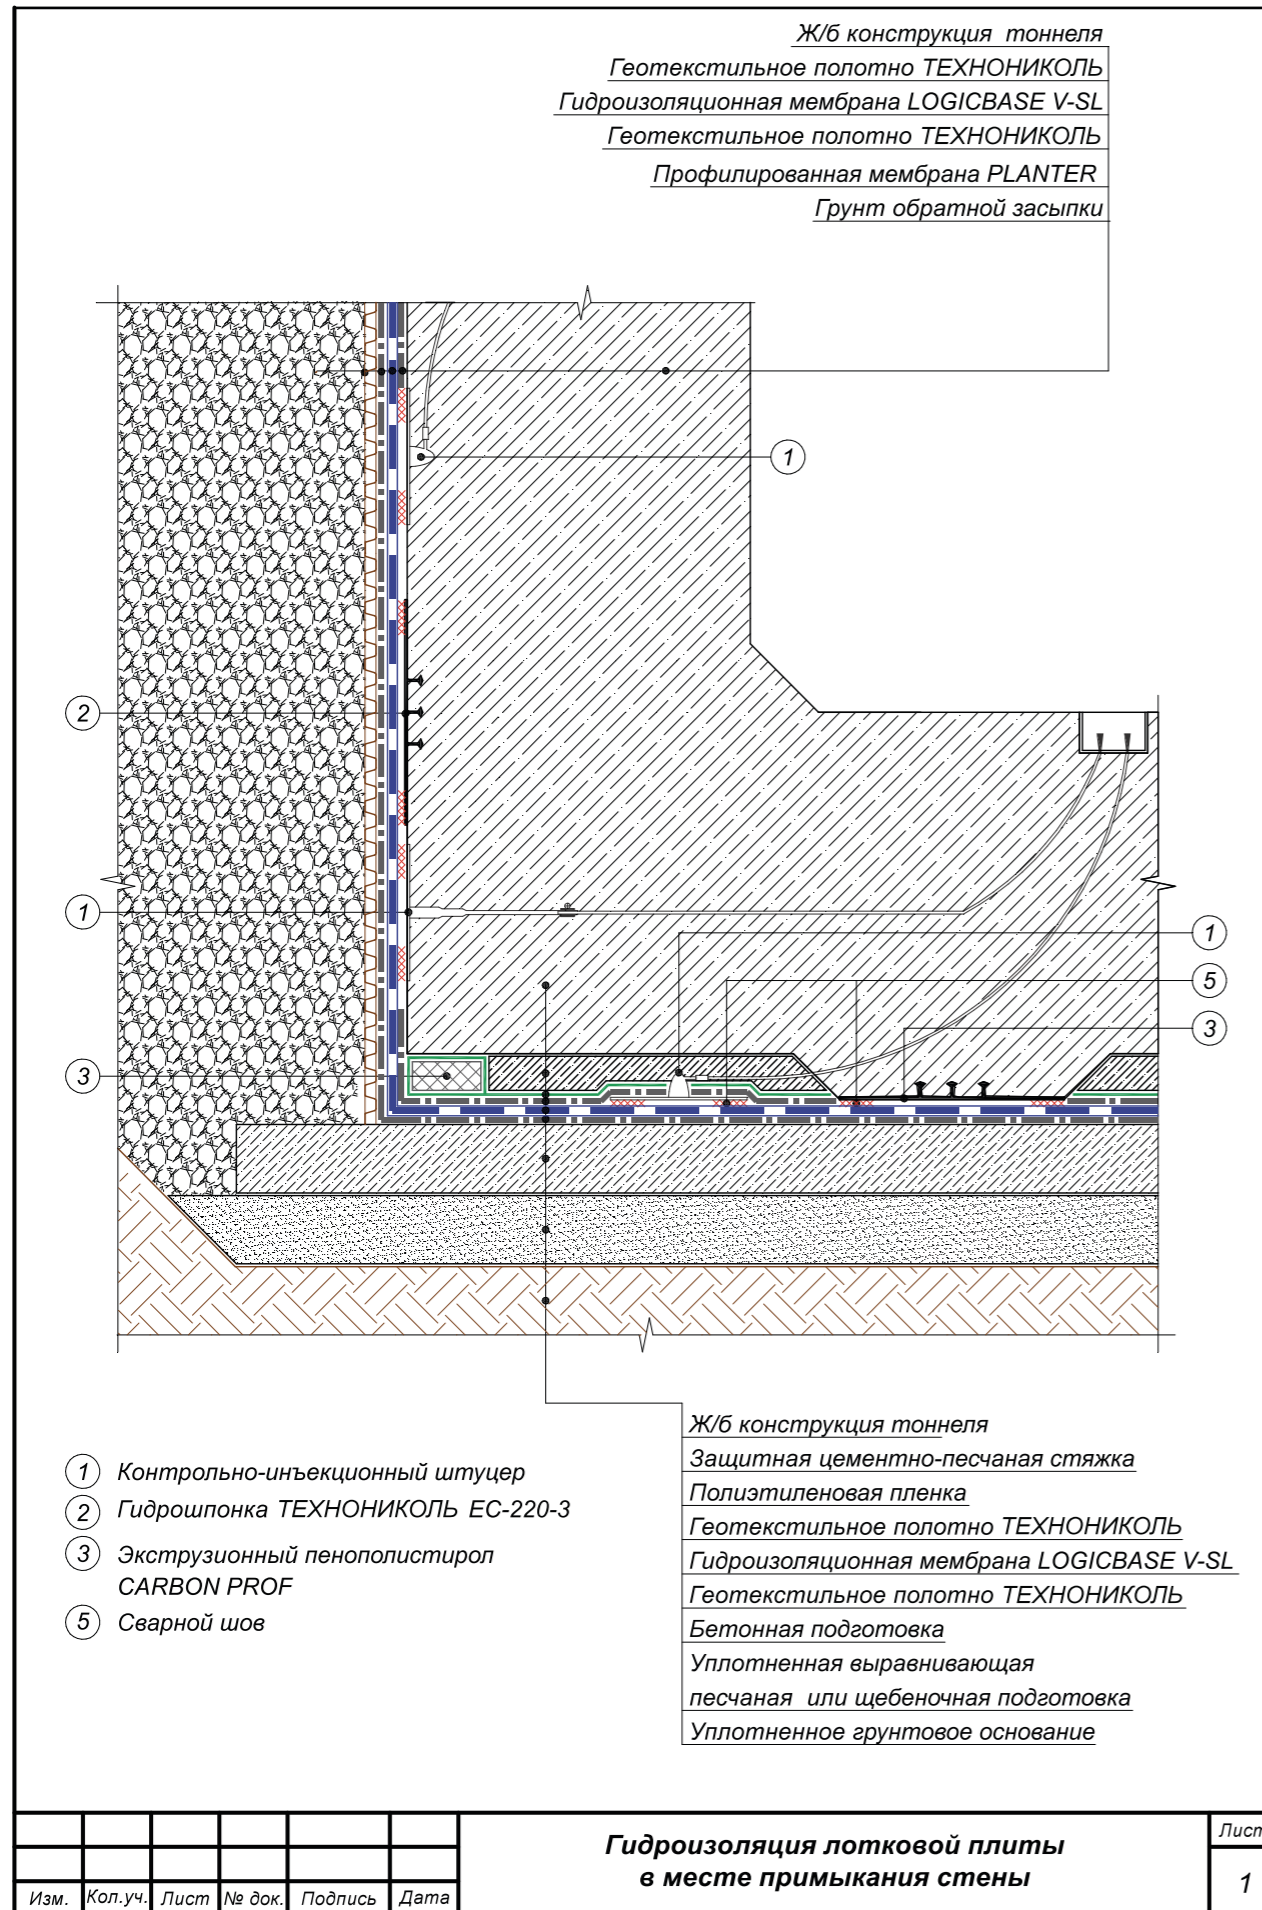 Ж/б конструкция тоннеля
Геотекстильное полотно ТЕХНОНИКОЛЬ
Гидроизоляционная мембрана LOGICBASE V-SL
Геотекстильное полотно ТЕХНОНИКОЛЬ
Профилированная мембрана PLANTER
Грунт обратной засыпки
1
2
1
1
5
3
3
Ж/б конструкция тоннеля
Защитная цементно-песчаная стяжка
Полиэтиленовая пленка
Геотекстильное полотно ТЕХНОНИКОЛЬ
Гидроизоляционная мембрана LOGICBASE V-SL
Геотекстильное полотно ТЕХНОНИКОЛЬ
Бетонная подготовка
Уплотненная выравнивающая
песчаная или щебеночная подготовка
Уплотненное грунтовое основание
1 Контрольно-инъекционный штуцер
2 Гидрошпонка ТЕХНОНИКОЛЬ EC-220-3
3 Экструзионный пенополистирол
CARBON PROF
5 Сварной шов
Изм. Кол.уч. Лист № док. Подпись Дата
Гидроизоляция лотковой плиты
в месте примыкания стены
Лист
1